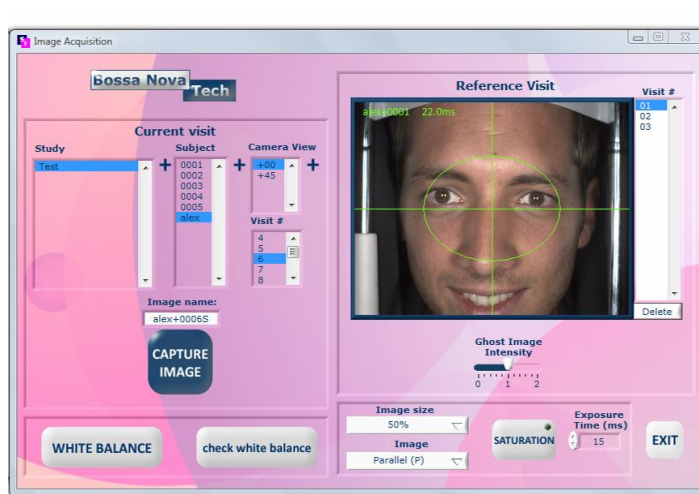 Image Acquisition
Bossa Nova
Tech
Current visit
Study
Subject
Camera View
Test
0001
0002
0003
0004
0005
alex
+00
+45
Visit #
4
5
6
7
8
Image name:
alex+0006S
CAPTURE
IMAGE
WHITE BALANCE
check white balance
Reference Visit
Visit #
01
02
03
alex+0001 22.0ms
Delete
Ghost Image
Intensity
0 1 2
Image size
50%
Image
Parallel (P)
SATURATION
Exposure
Time (ms)
15
EXIT